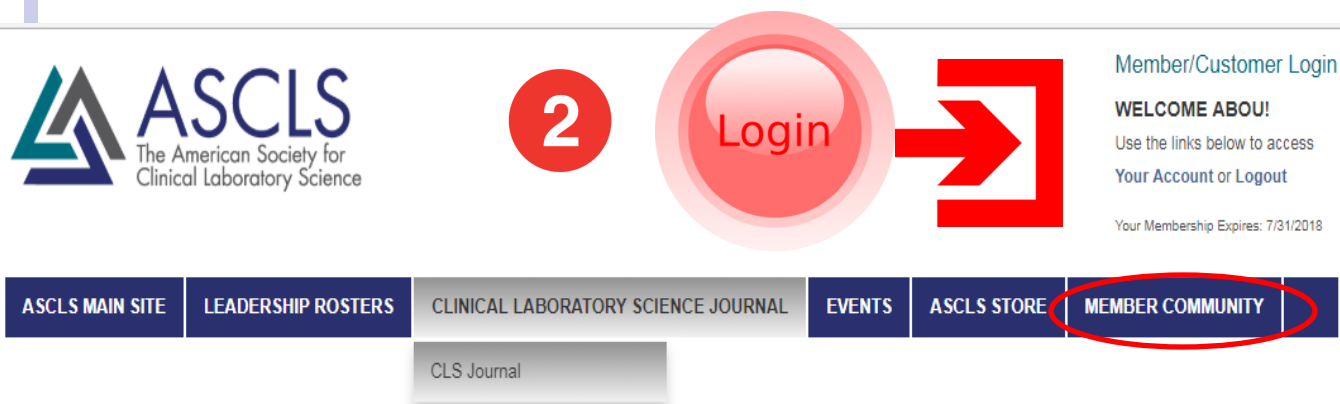 ASCLS
The American Society for
Clinical Laboratory Science
2
Login
Member/Customer Login
WELCOME ABOU!
Use the links below to access
Your Account or Logout
Your Membership Expires: 7/31/2018
ASCLS MAIN SITE LEADERSHIP ROSTERS CLINICAL LABORATORY SCIENCE JOURNAL EVENTS ASCLS STORE MEMBER COMMUNITY
CLS Journal